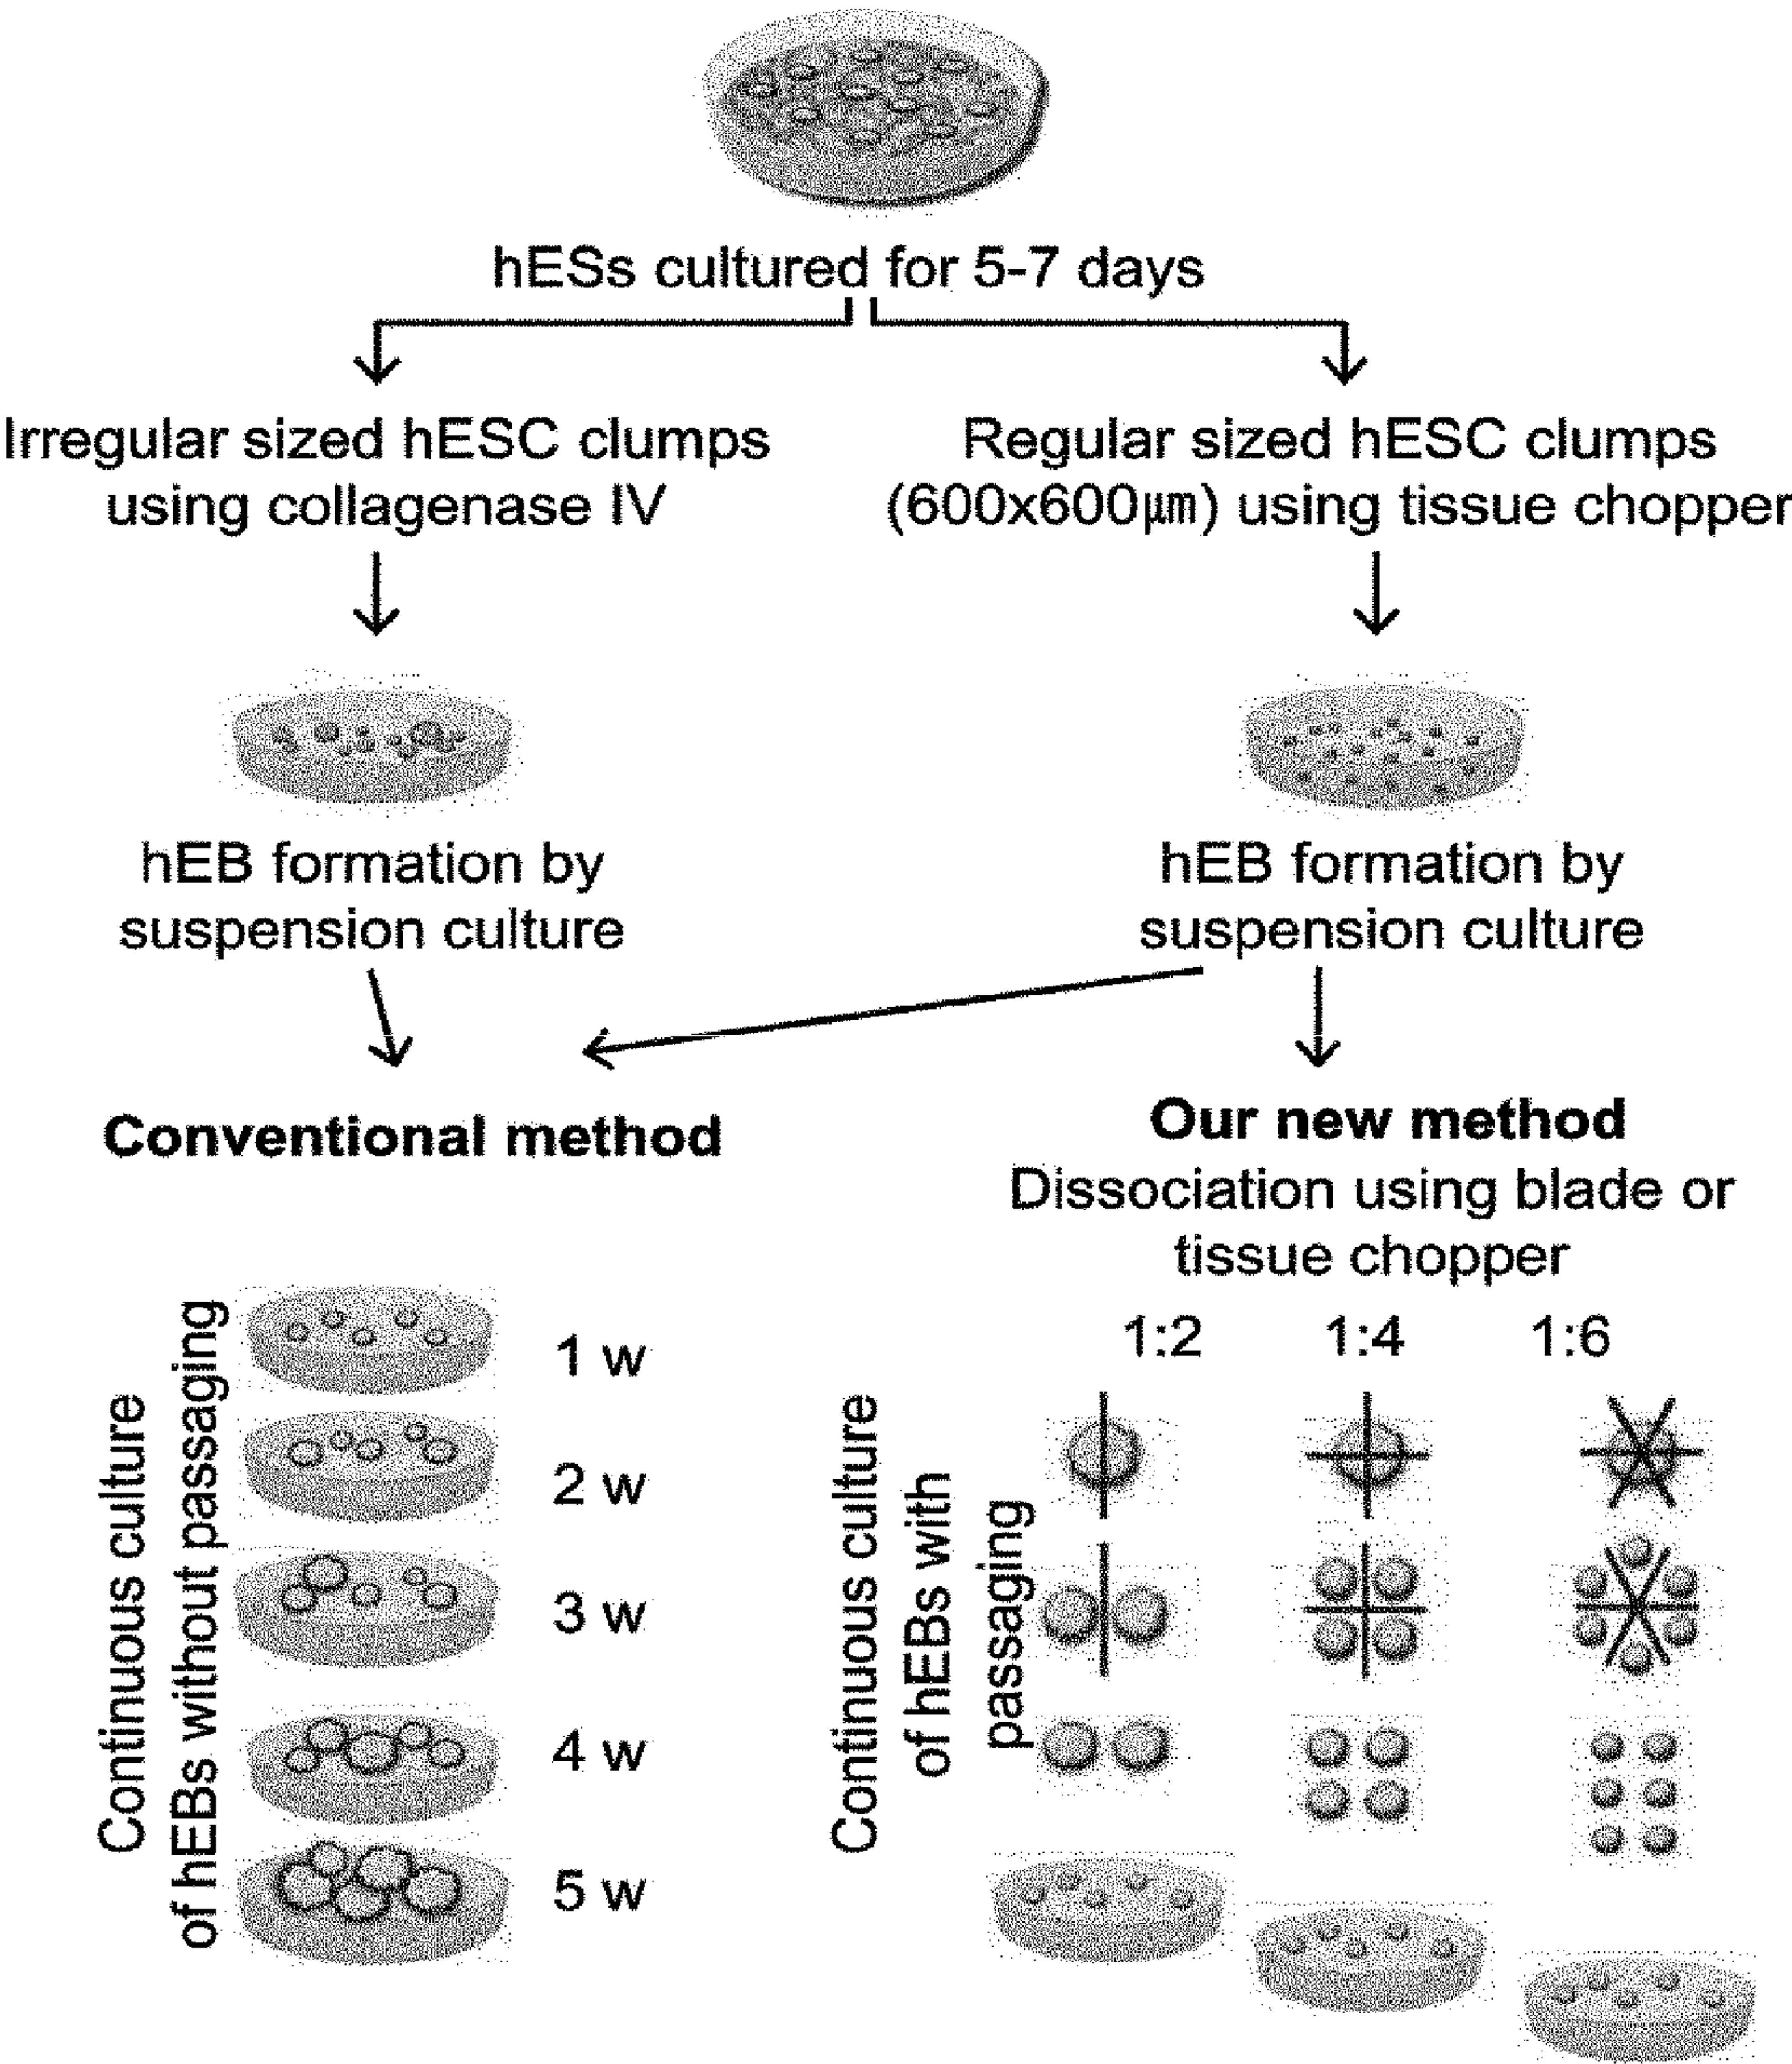 hESs cultured for 5-7 days
Irregular sized hESC clumps
using collagenase IV
Regular sized hESC clumps
(600x600㎛) using tissue chopper
hEB formation by
suspension culture
hEB formation by
suspension culture
Conventional method
Our new method
Dissociation using blade or
tissue chopper
Continuous culture
of hEBs without passaging
1 w
2 w
3 w
4 w
5 w
Continuous culture
of hEBs with
passaging
1:2
1:4
1:6